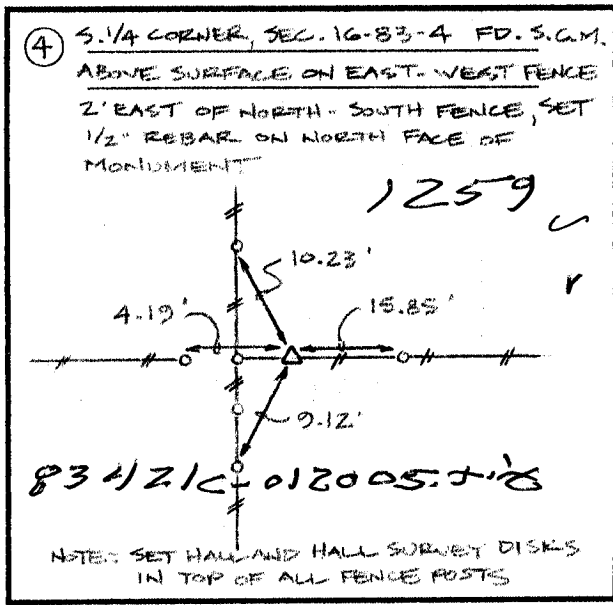 4 S. 1/4 CORNER, SEC. 16-83-4 FD. S.G.M.
ABOVE SURFACE ON EAST-WEST FENCE
2' EAST OF NORTH-SOUTH FENCE, SET
1/2" REBAR ON NORTH FACE OF
MONUMENT
1259
10.23'
4.19'
15.85'
9.12'
NOTE: SET HALL AND HALL SURVEY DISKS
IN TOP OF ALL FENCE POSTS